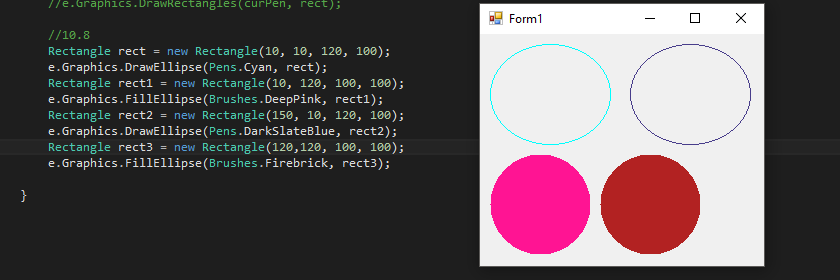 //e.Graphics.DrawRectangles(curPen, rect);
//10.8
Rectangle rect = new Rectangle(10, 10, 120, 100);
e.Graphics.DrawEllipse(Pens.Cyan, rect);
Rectangle rect1 = new Rectangle(10, 120, 100, 100);
e.Graphics.FillEllipse(Brushes.DeepPink, rect1);
Rectangle rect2 = new Rectangle(150, 10, 120, 100);
e.Graphics.DrawEllipse(Pens.DarkSlateBlue, rect2);
Rectangle rect3 = new Rectangle(120,120, 100, 100);
e.Graphics.FillEllipse(Brushes.Firebrick, rect3);
}
Form1